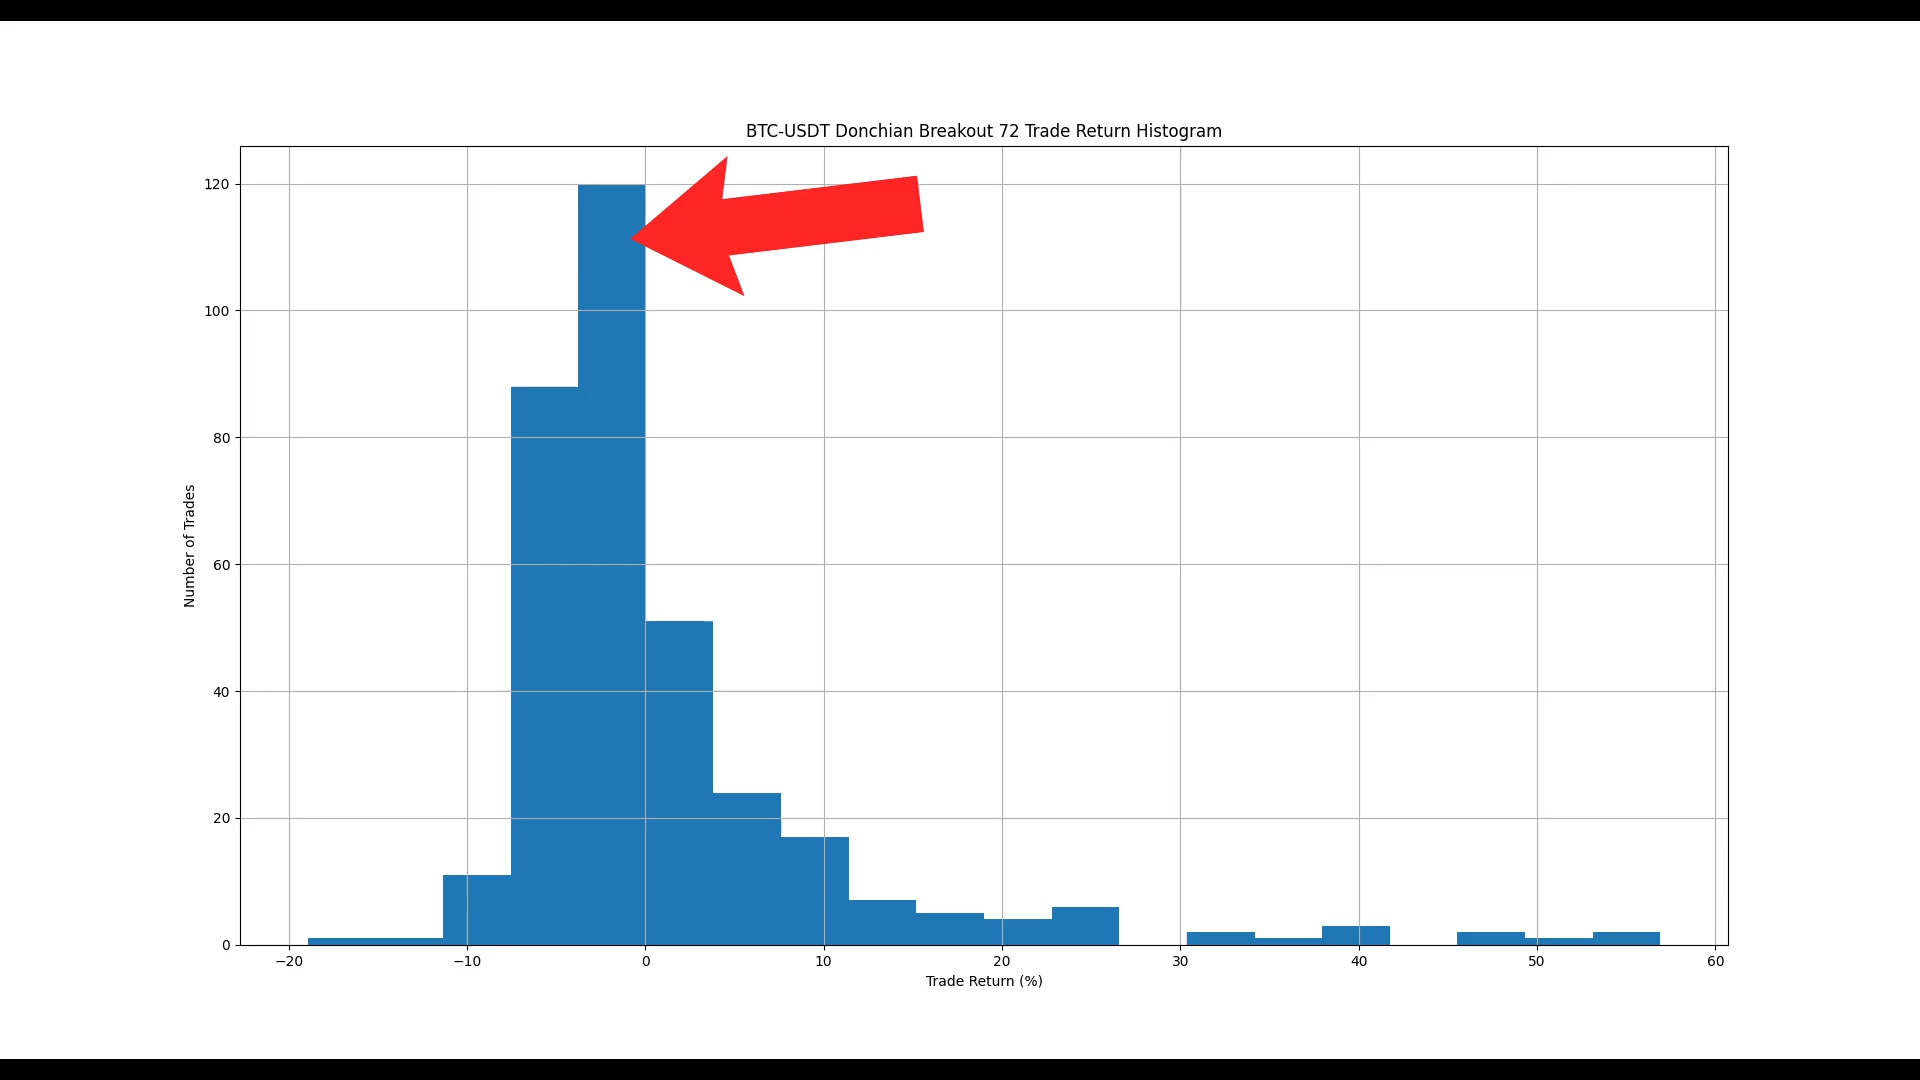 BTC-USDT Donchian Breakout 72 Trade Return Histogram
120
100
80
60
40
20
0
Number of Trades
−20 −10 0 10 20 30 40 50 60
Trade Return (%)